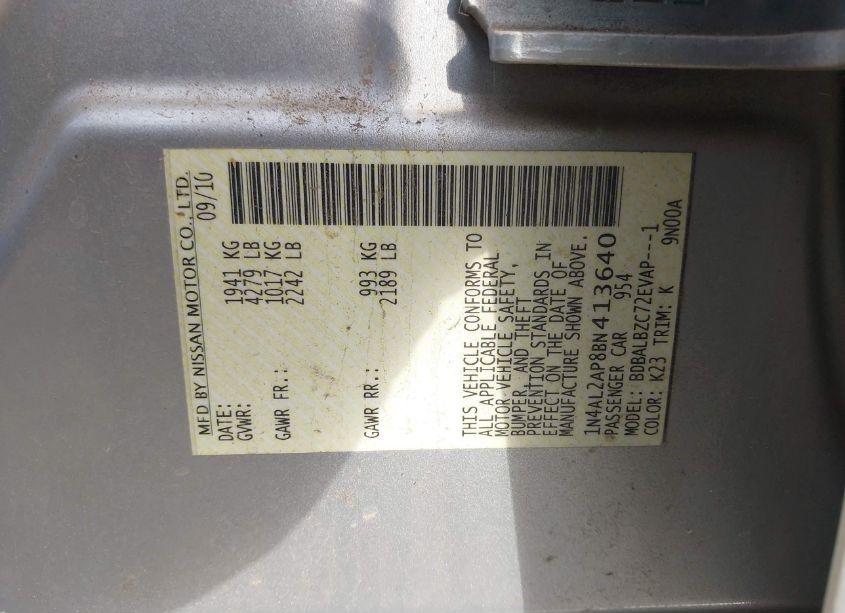 MFD BY NISSAN MOTOR CO., LTD.
DATE: 09/10
GVWR: 1941 KG
4279 LB
GAWR FR.: 1017 KG
2242 LB
GAWR RR.: 993 KG
2189 LB
THIS VEHICLE CONFORMS TO
ALL APPLICABLE FEDERAL
MOTOR VEHICLE SAFETY,
BUMPER, AND THEFT
PREVENTION STANDARDS IN
EFFECT ON THE DATE OF
MANUFACTURE SHOWN ABOVE.
1N4AL2AP8BN413640
PASSENGER CAR 954
MODEL: BDBALBZC72EVAP---1
COLOR: K23 TRIM: K 9N00A